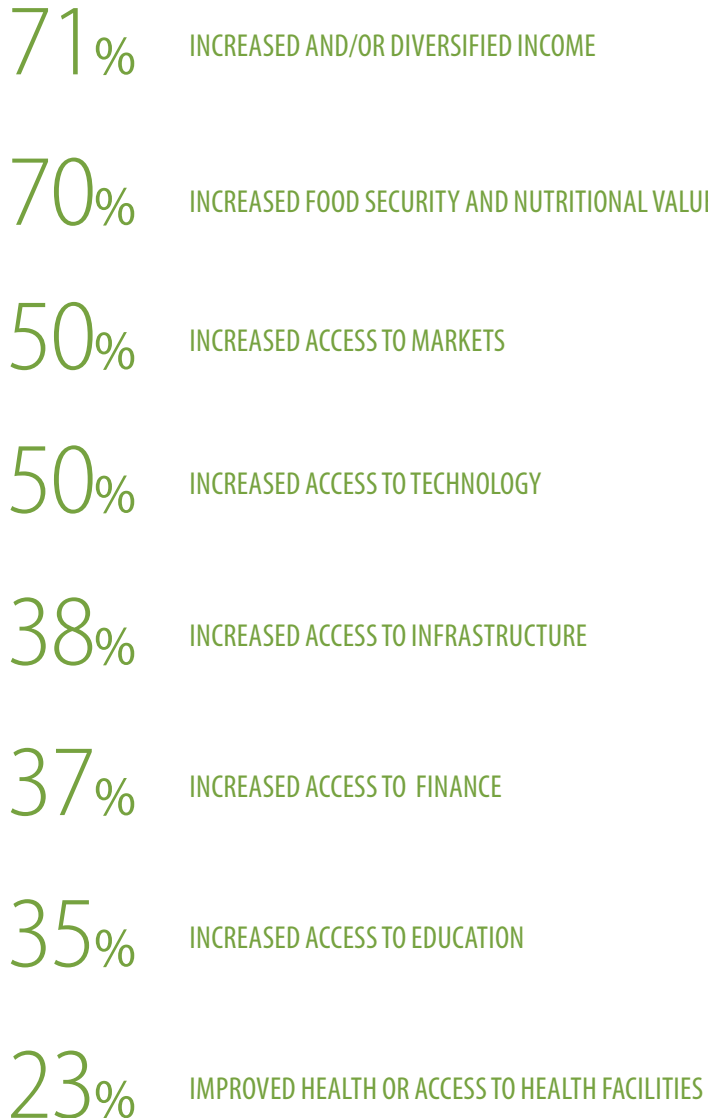 71% INCREASED AND/OR DIVERSIFIED INCOME
70% INCREASED FOOD SECURITY AND NUTRITIONAL
50% INCREASED ACCESS TO MARKETS
50% INCREASED ACCESS TO TECHNOLOGY
38% INCREASED ACCESS TO INFRASTRUCTURE
37% INCREASED ACCESS TO FINANCE
35% INCREASED ACCESS TO EDUCATION
23% IMPROVED HEALTH OR ACCESS TO HEALTH FACILITIES